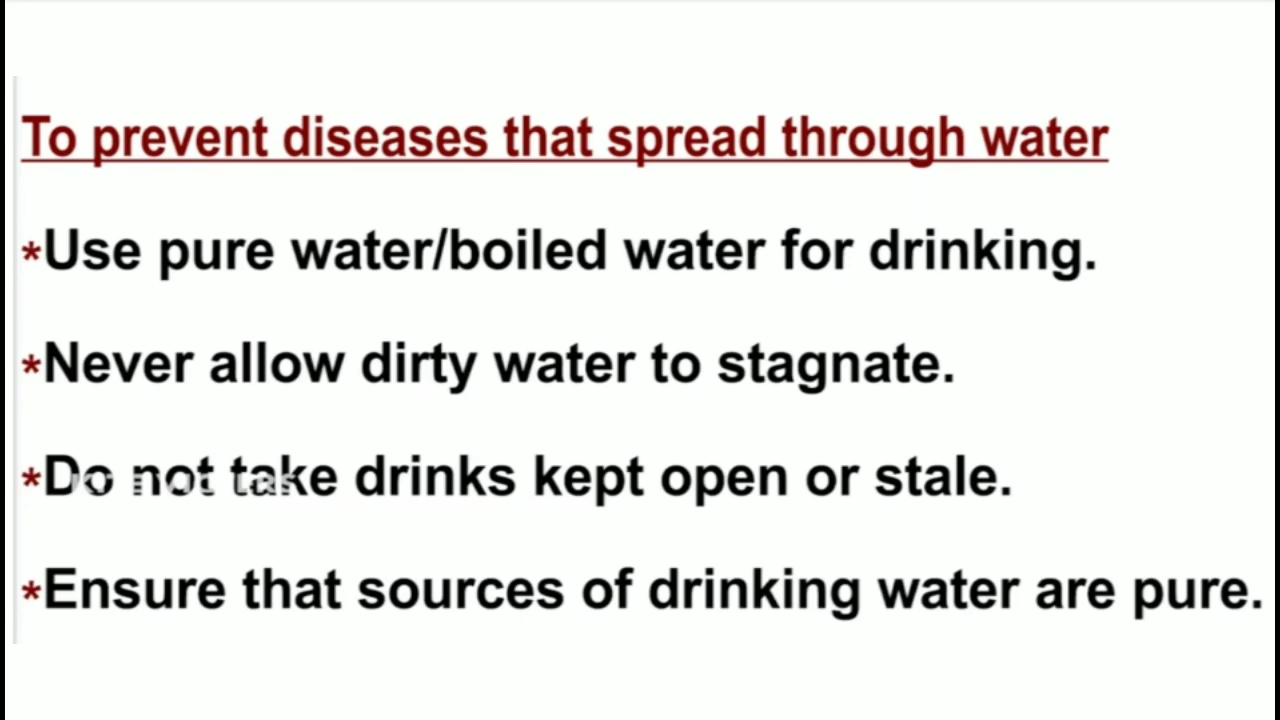 To prevent diseases that spread through water
*Use pure water/boiled water for drinking.
*Never allow dirty water to stagnate.
*Do not take drinks kept open or stale.
*Ensure that sources of drinking water are pure.